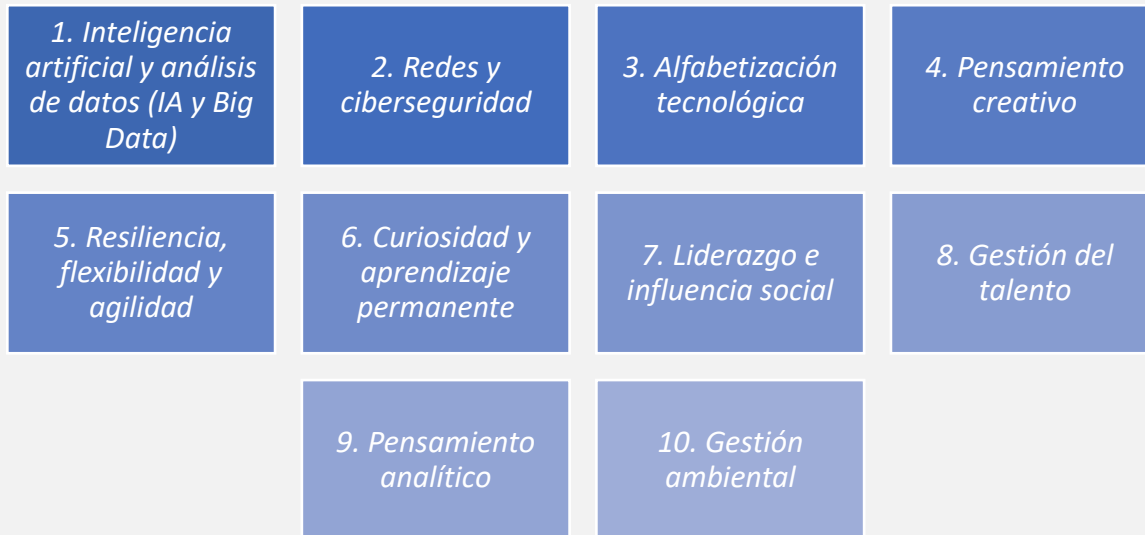 1. Inteligencia
artificial y análisis
de datos (IA y Big
Data)
2. Redes y
ciberseguridad
3. Alfabetización
tecnológica
4. Pensamiento
creativo
5. Resiliencia,
flexibilidad y
agilidad
6. Curiosidad y
aprendizaje
permanente
7. Liderazgo e
influencia social
8. Gestión del
talento
9. Pensamiento
analítico
10. Gestión
ambiental